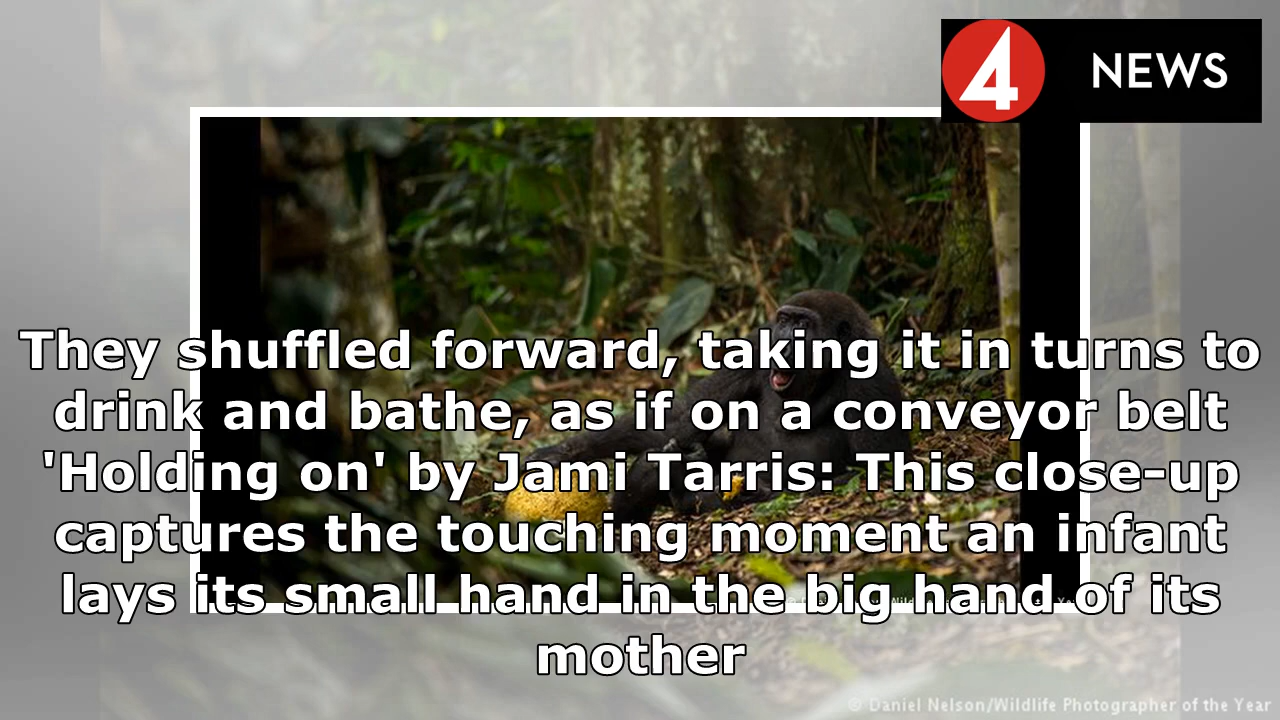 4 NEWS
They shuffled forward, taking it in turns to
drink and bathe, as if on a conveyor belt
'Holding on' by Jami Tarris: This close-up
captures the touching moment an infant
lays its small hand in the big hand of its
mother
© Daniel Nelson/Wildlife Photographer of the Year